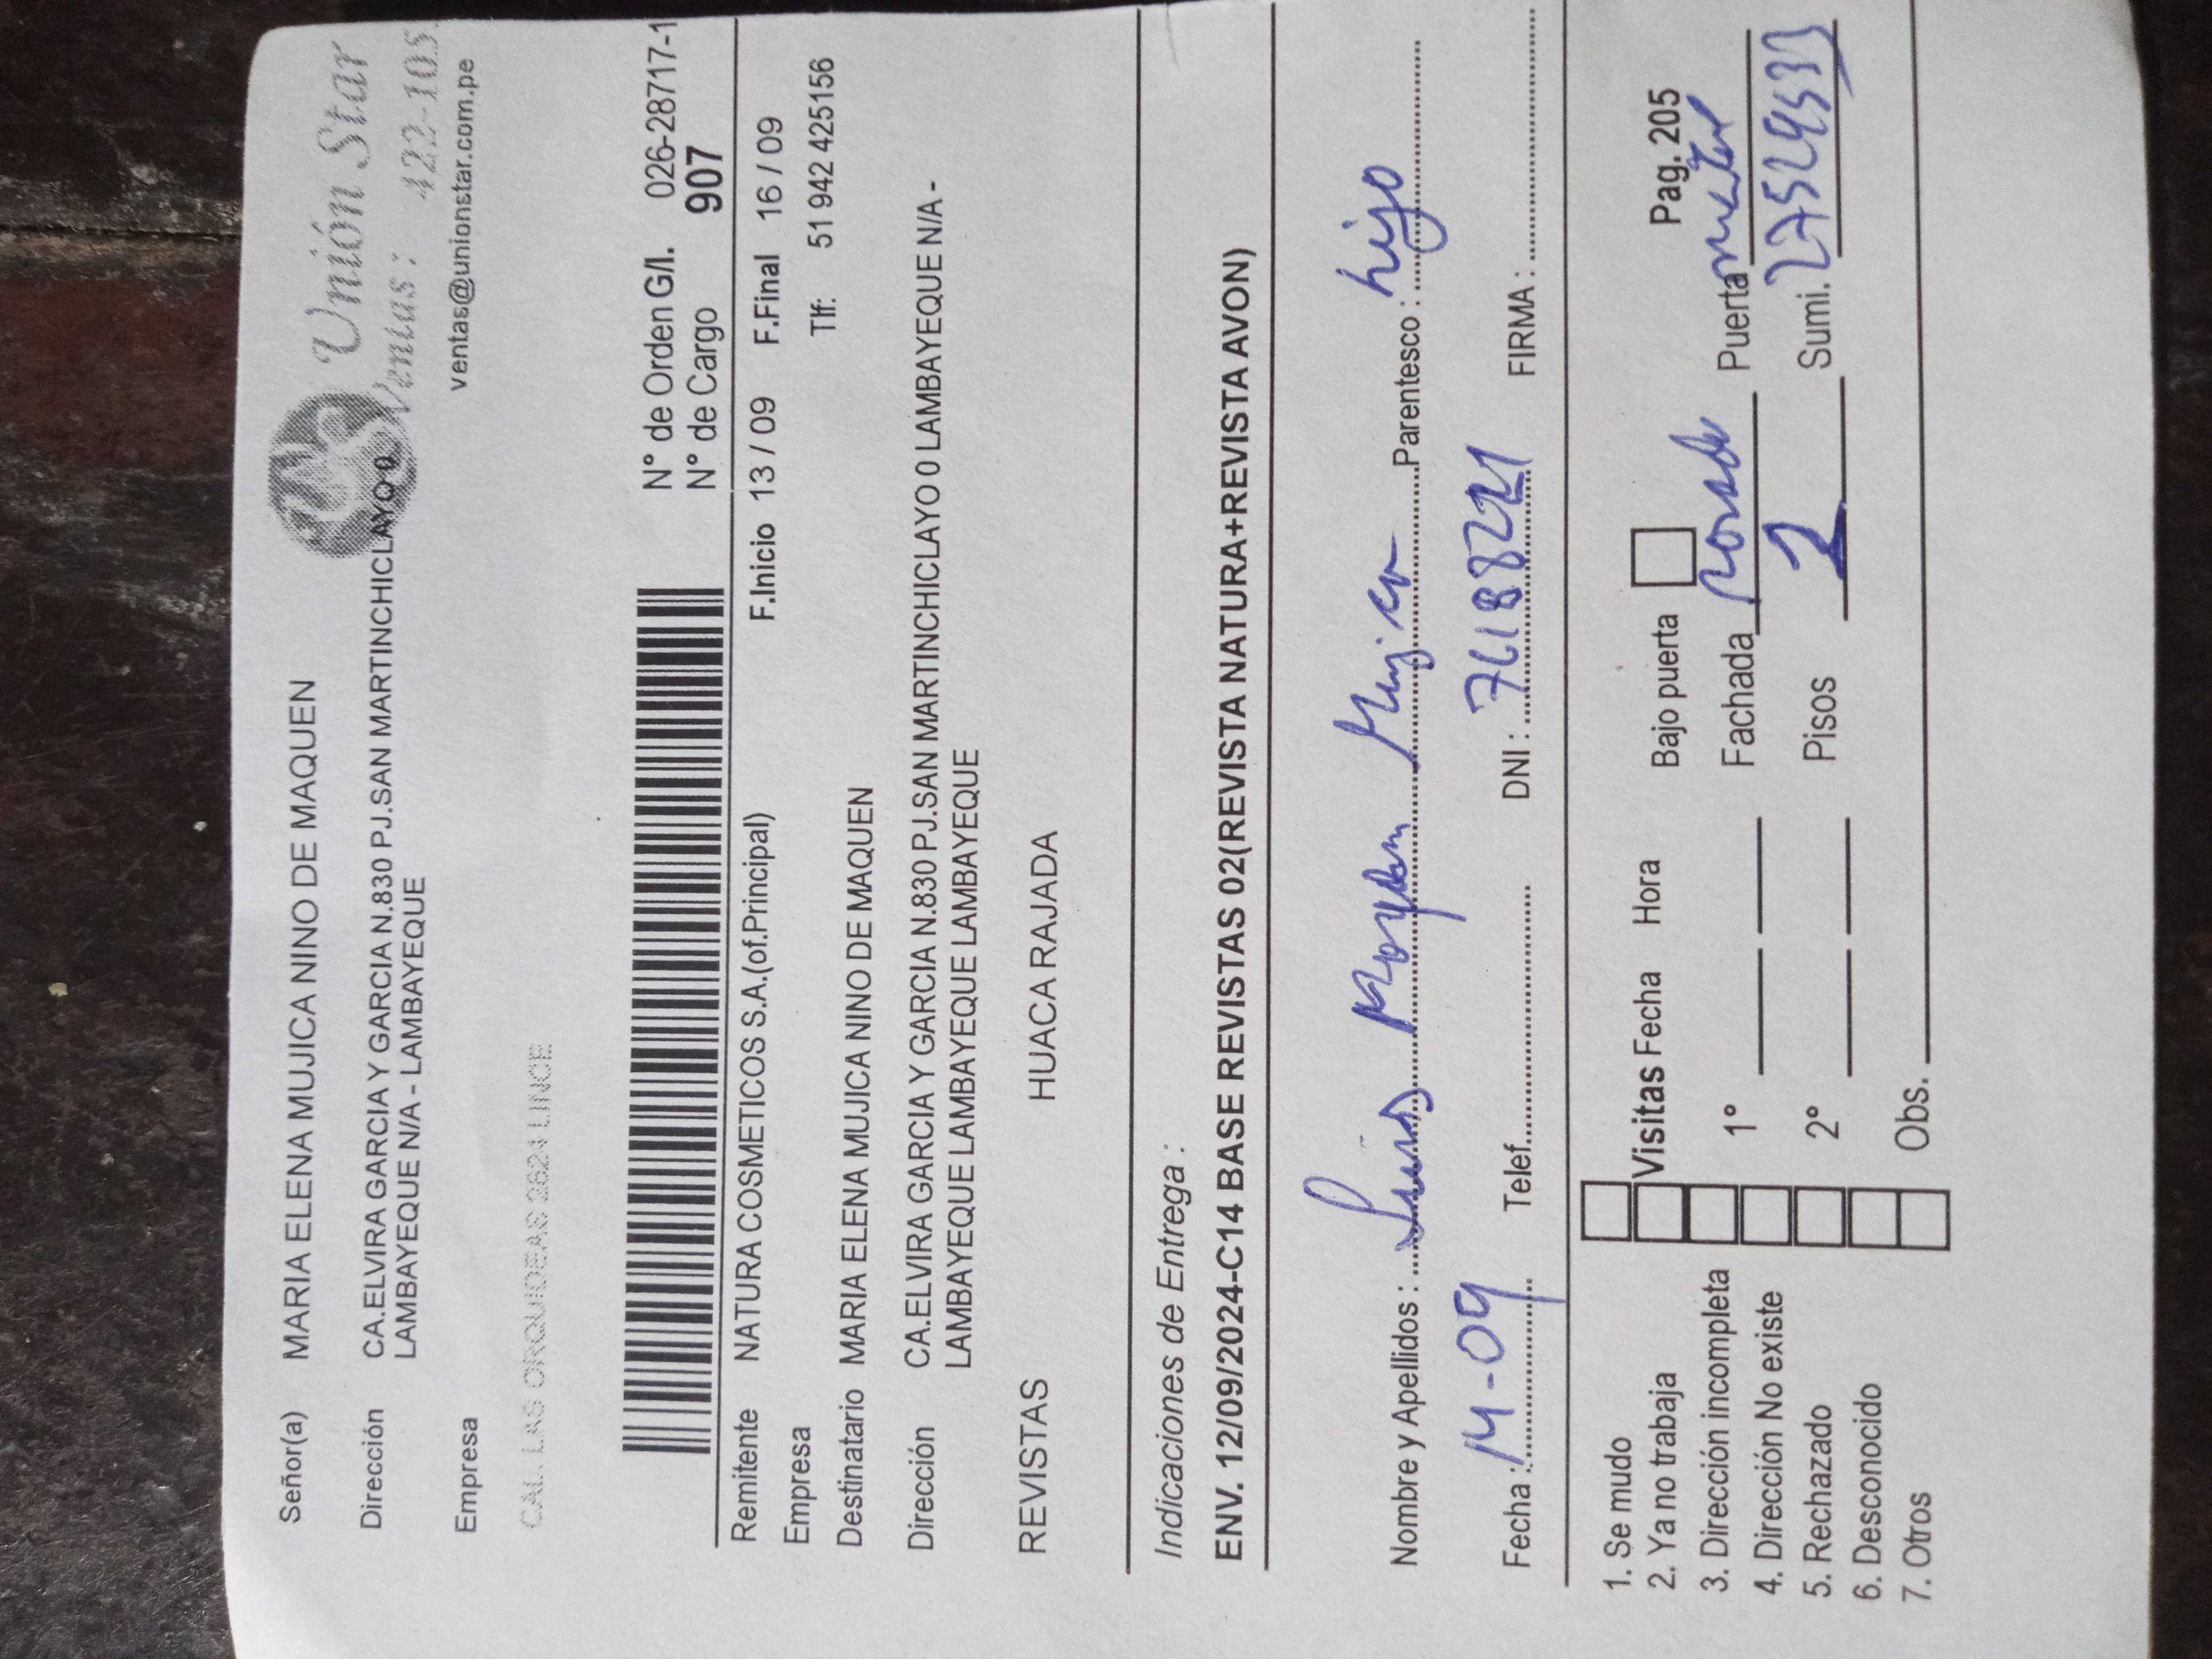 Unión Star
Ventas : 422-105
ventas@unionstar.com.pe
Señor(a) MARIA ELENA MUJICA NINO DE MAQUEN
Dirección CA.ELVIRA GARCIA Y GARCIA N.830 PJ.SAN MARTINCHICLAYO 0
LAMBAYEQUE N/A - LAMBAYEQUE
Empresa
CAL. LAS ORQUIDEAS 2624 LINCE
N° de Orden G/I. 026-28717-1
N° de Cargo 907
Remitente NATURA COSMETICOS S.A.(of.Principal) F.Inicio 13 / 09 F.Final 16 / 09
Empresa Tlf: 51 942 425156
Destinatario MARIA ELENA MUJICA NINO DE MAQUEN
Dirección CA.ELVIRA GARCIA Y GARCIA N.830 PJ.SAN MARTINCHICLAYO 0 LAMBAYEQUE N/A -
LAMBAYEQUE LAMBAYEQUE LAMBAYEQUE LAMBAYEQUE
REVISTAS HUACA RAJADA
Indicaciones de Entrega :
ENV. 12/09/2024-C14 BASE REVISTAS 02(REVISTA NATURA+REVISTA AVON)
Nombre y Apellidos : Luis Mujica Parentesco : hijo
Fecha : 14-09 Telef. DNI : 76188221 FIRMA :
1. Se mudo Bajo puerta Pag. 205
2. Ya no trabaja Visitas Fecha Hora
3. Dirección incompleta 1° Fachada rosado Puerta metal
4. Dirección No existe
5. Rechazado 2° Pisos 2 Sumi.
6. Desconocido
7. Otros Obs.